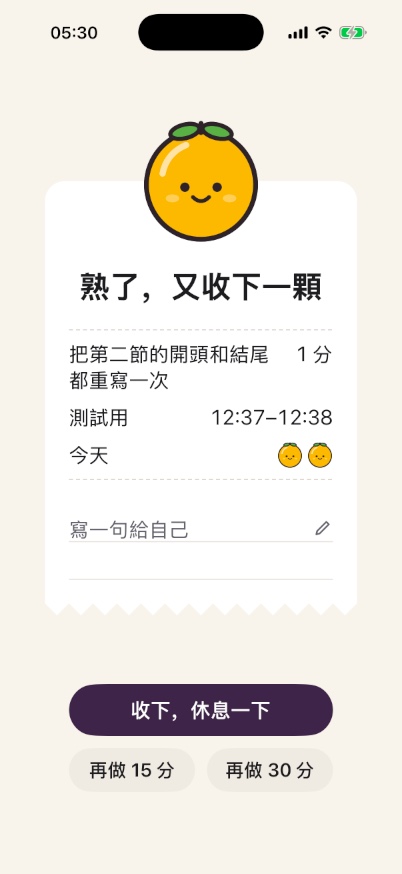 05:30
熟了，又收下一顆
把第二節的開頭和結尾 1 分
都重寫一次
測試用 12:37–12:38
今天
寫一句給自己
收下，休息一下
再做 15 分 再做 30 分